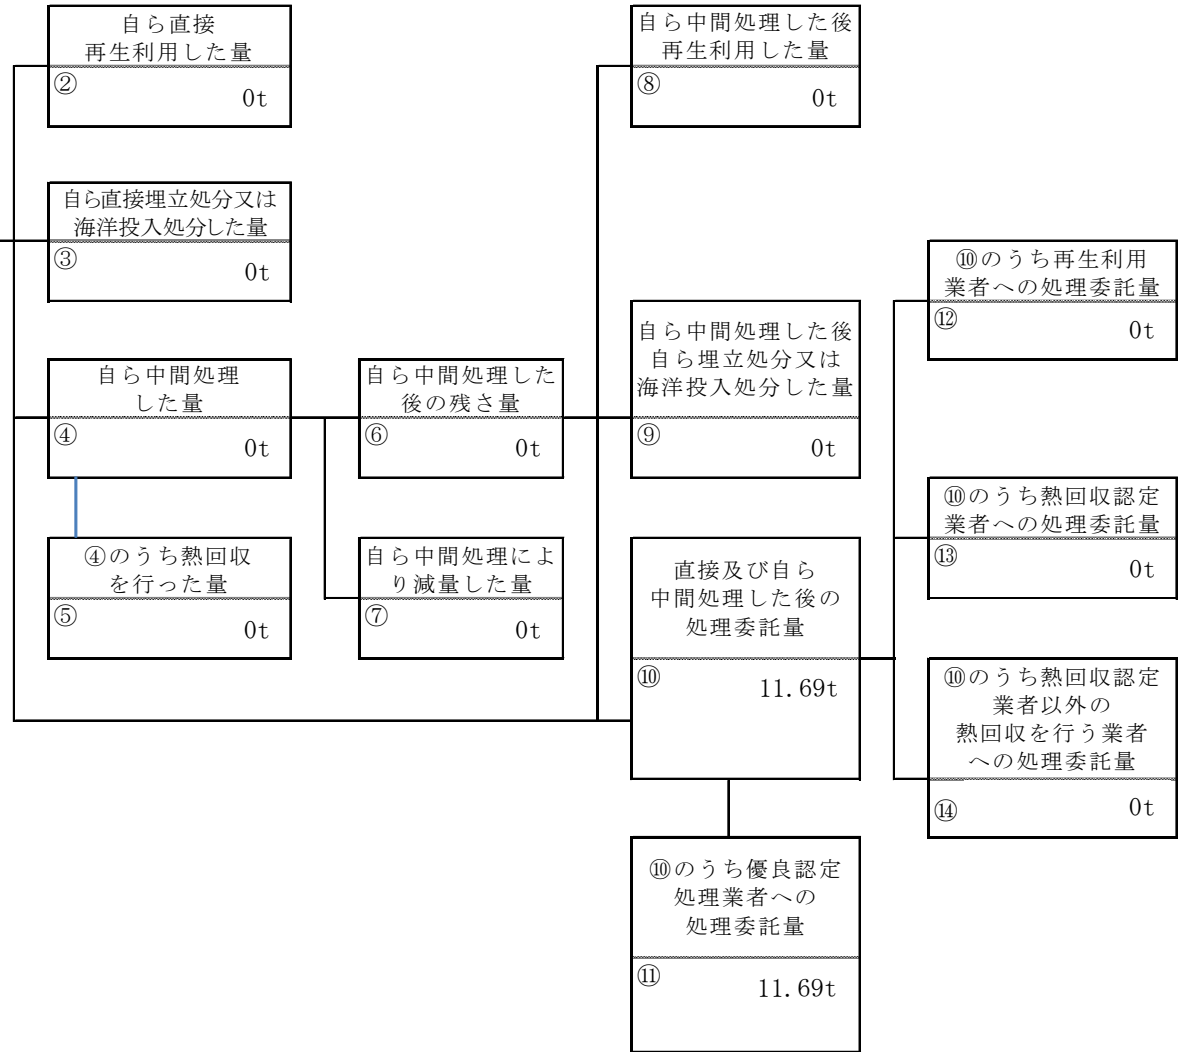 自ら直接
再生利用した量
②
0t
自ら中間処理した後
再生利用した量
⑧
0t
自ら直接埋立処分又は
海洋投入処分した量
③
0t
⑩のうち再生利用
業者への処理委託量
⑫
0t
自ら中間処理
した量
④
0t
自ら中間処理した
後の残さ量
⑥
0t
自ら中間処理した後
自ら埋立処分又は
海洋投入処分した量
⑨
0t
⑩のうち熱回収認定
業者への処理委託量
⑬
0t
④のうち熱回収
を行った量
⑤
0t
自ら中間処理によ
り減量した量
⑦
0t
直接及び自ら
中間処理した後の
処理委託量
⑩
11.69t
⑩のうち熱回収認定
業者以外の
熱回収を行う業者
への処理委託量
⑭
0t
⑩のうち優良認定
処理業者への
処理委託量
⑪
11.69t